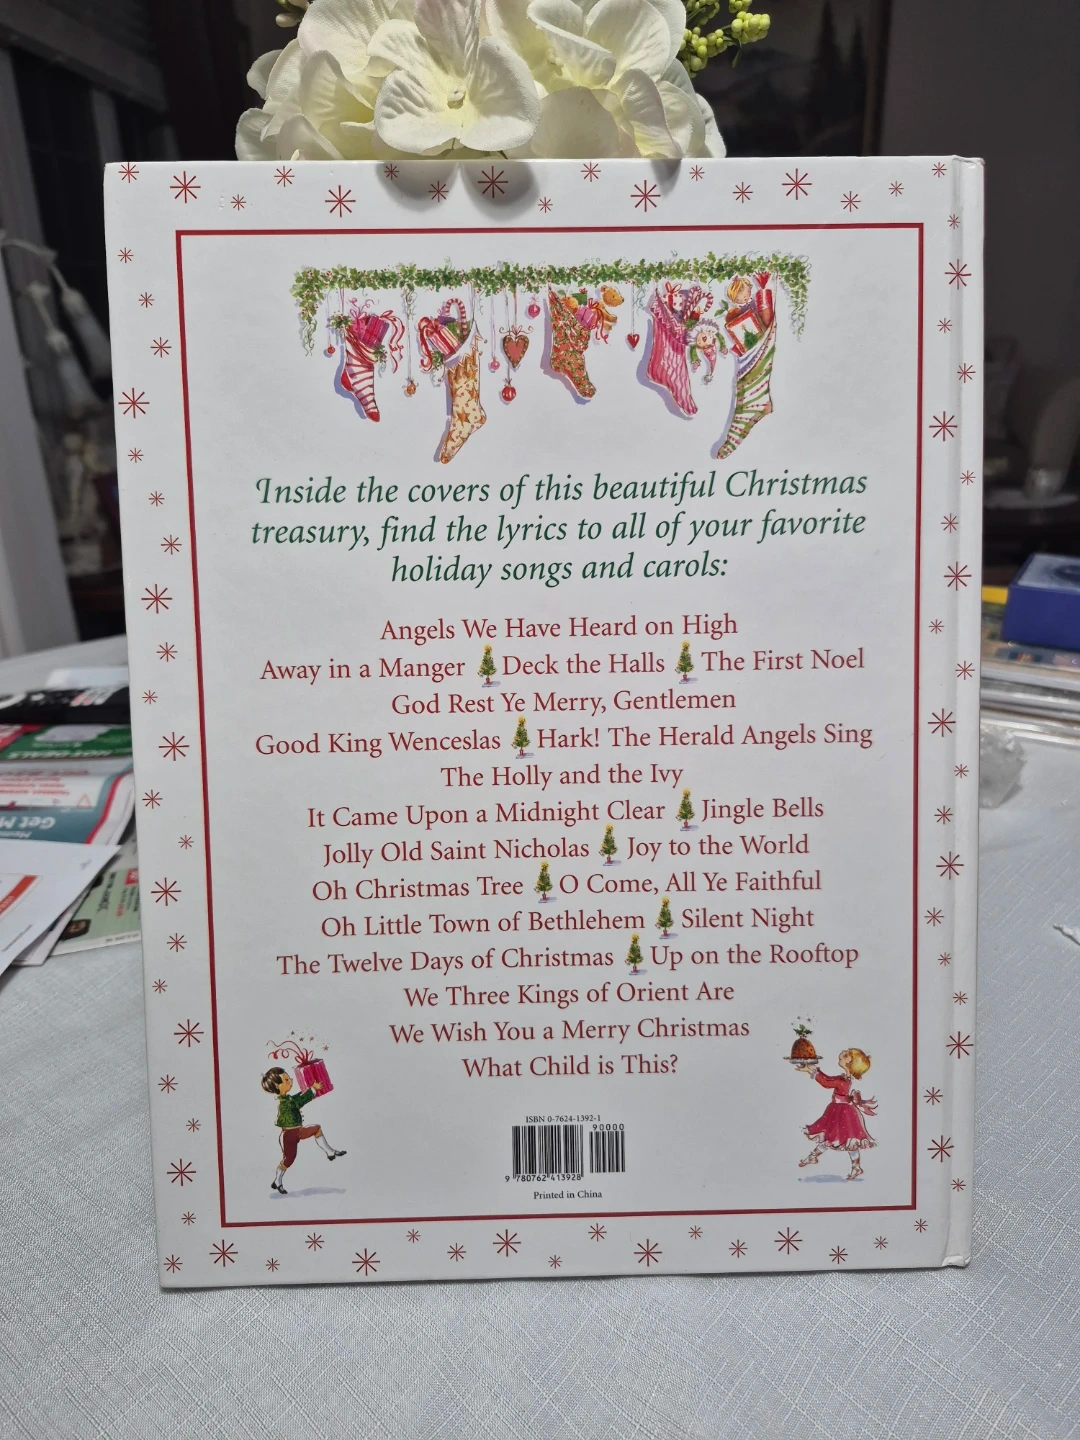 Inside the covers of this beautiful Christmas
treasury, find the lyrics to all of your favorite
holiday songs and carols:
Angels We Have Heard on High
Away in a Manger Deck the Halls The First Noel
God Rest Ye Merry, Gentlemen
Good King Wenceslas Hark! The Herald Angels Sing
The Holly and the Ivy
It Came Upon a Midnight Clear Jingle Bells
Jolly Old Saint Nicholas Joy to the World
Oh Christmas Tree O Come, All Ye Faithful
Oh Little Town of Bethlehem Silent Night
The Twelve Days of Christmas Up on the Rooftop
We Three Kings of Orient Are
We Wish You a Merry Christmas
What Child is This?
ISBN 0-7624-1392-1
90000
9 780762 413928
Printed in China
Get M